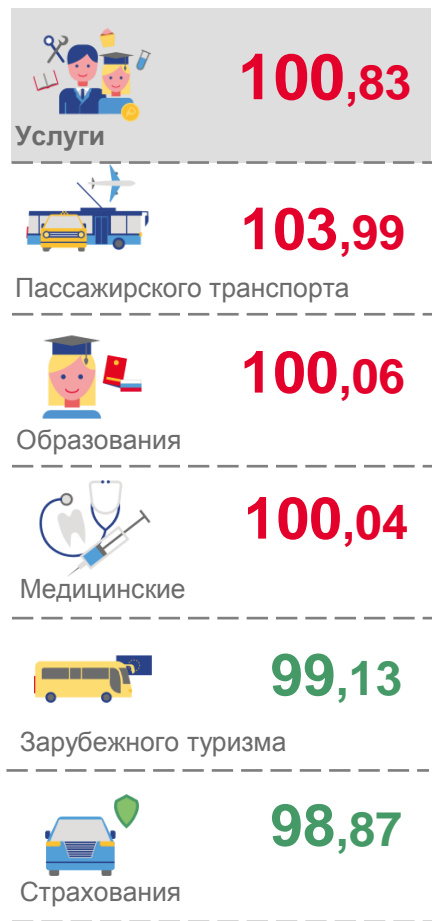 100,83
Услуги
103,99
Пассажирского транспорта
100,06
Образования
100,04
Медицинские
99,13
Зарубежного туризма
98,87
Страхования